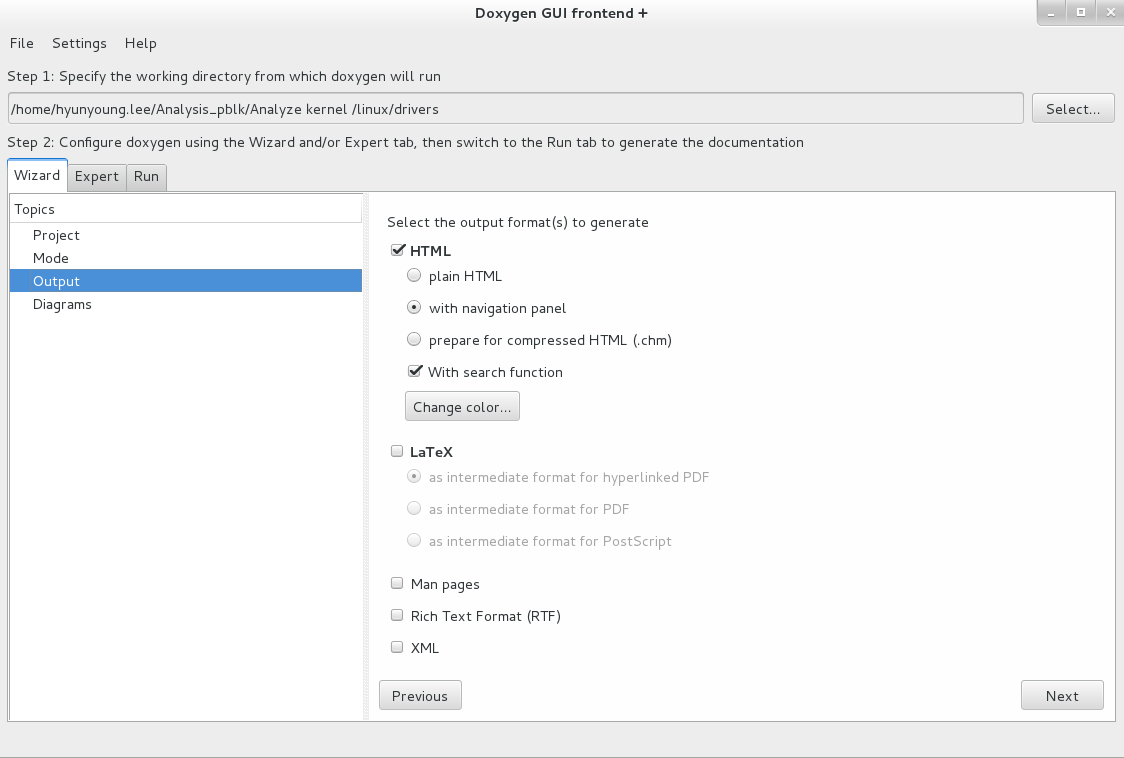 Doxygen GUI frontend +
File Settings Help
Step 1: Specify the working directory from which doxygen will run
/home/hyunyoung.lee/Analysis_pblk/Analyze kernel /linux/drivers
Select...
Step 2: Configure doxygen using the Wizard and/or Expert tab, then switch to the Run tab to generate the documentation
Wizard Expert Run
Topics
Project
Mode
Output
Diagrams
Select the output format(s) to generate
HTML
plain HTML
with navigation panel
prepare for compressed HTML (.chm)
With search function
Change color...
LaTeX
as intermediate format for hyperlinked PDF
as intermediate format for PDF
as intermediate format for PostScript
Man pages
Rich Text Format (RTF)
XML
Previous
Next